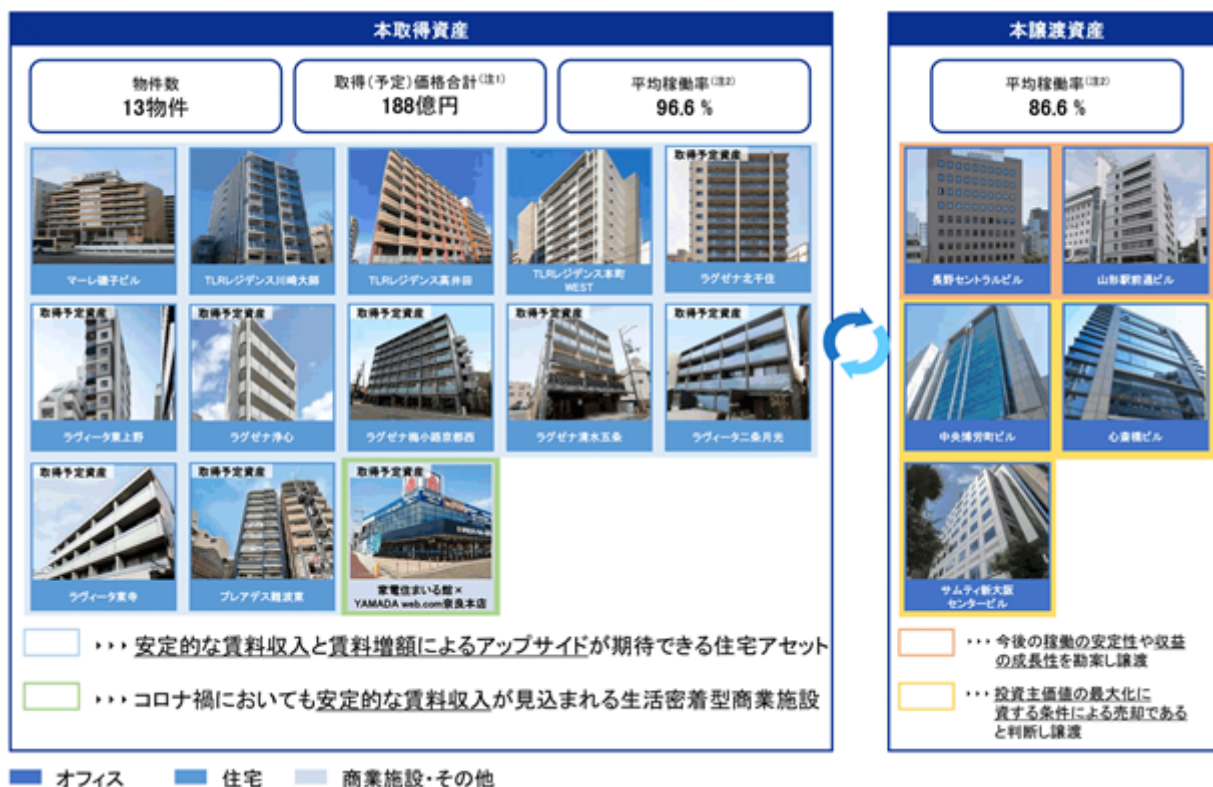 本取得資産
物件数
13物件
取得(予定)価格合計(注1)
188億円
平均稼働率(注2)
96.6 %
取得予定資産
マーレ磯子ビル
TLRレジデンス川崎大師
TLRレジデンス高井田
TLRレジデンス本町
WEST
ラグゼナ北千住
取得予定資産
取得予定資産
取得予定資産
取得予定資産
取得予定資産
ラヴィータ東上野
ラグゼナ浄心
ラグゼナ梅小路京都西
ラグゼナ清水五条
ラヴィータ二条月光
取得予定資産
取得予定資産
取得予定資産
ラヴィータ東寺
プレアデス難波東
家電住まいる館×
YAMADA web.com奈良本店
･･･ 安定的な賃料収入と賃料増額によるアップサイドが期待できる住宅アセット
･･･ コロナ禍においても安定的な賃料収入が見込まれる生活密着型商業施設
本譲渡資産
平均稼働率(注2)
86.6 %
長野セントラルビル
山形駅前通ビル
中央博労町ビル
心斎橋ビル
サムティ新大阪
センタービル
･･･ 今後の稼働の安定性や収益
の成長性を勘案し譲渡
･･･ 投資主価値の最大化に
資する条件による売却である
と判断し譲渡
オフィス
住宅
商業施設・その他